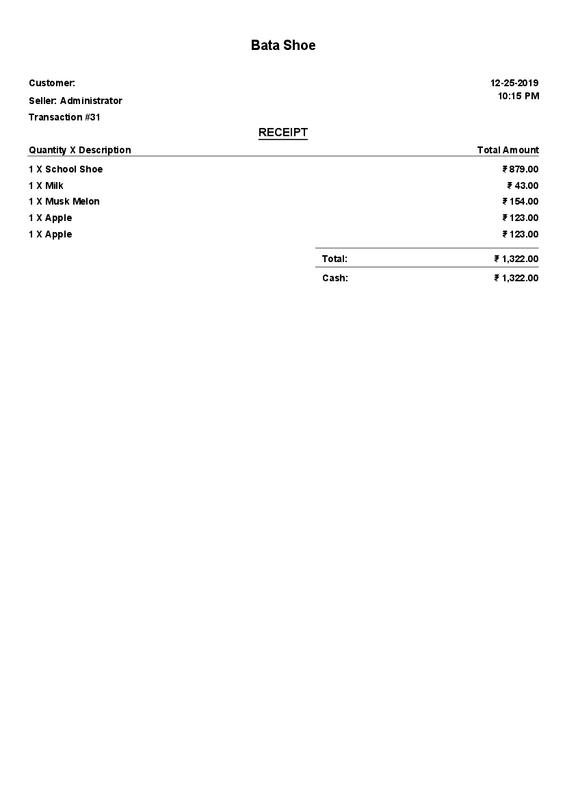 Bata Shoe
Customer:
12-25-2019
Seller: Administrator
10:15 PM
Transaction #31
RECEIPT
Quantity X Description Total Amount
1 X School Shoe ₹ 879.00
1 X Milk ₹ 43.00
1 X Musk Melon ₹ 154.00
1 X Apple ₹ 123.00
1 X Apple ₹ 123.00
Total: ₹ 1,322.00
Cash: ₹ 1,322.00